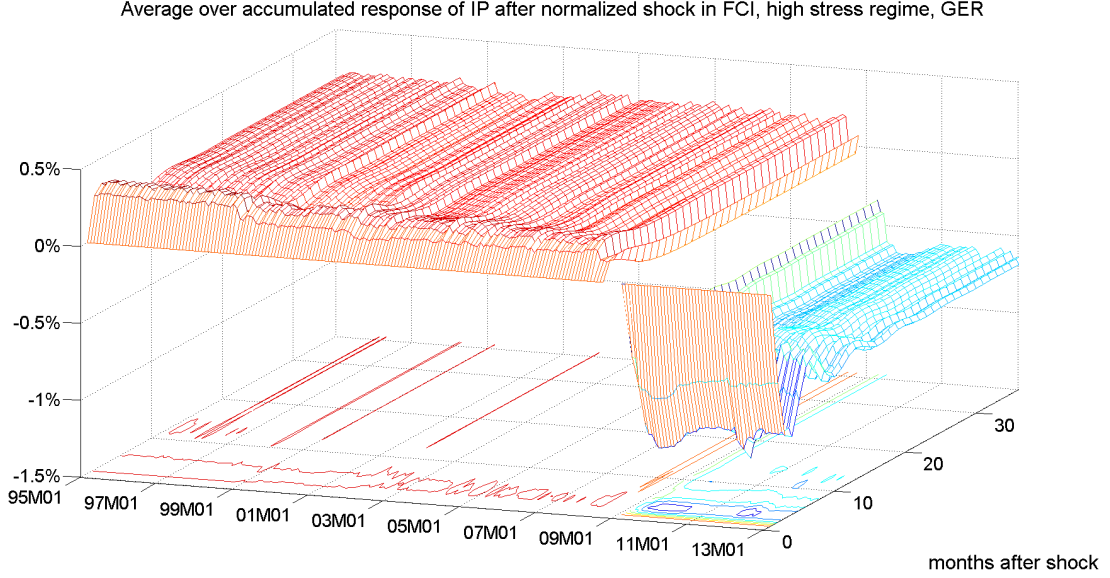 Average over accumulated response of IP after normalized shock in FCI, high stress regime, GER
0.5%
0%
-0.5%
-1%
-1.5%
95M01
97M01
99M01
01M01
03M01
05M01
07M01
09M01
11M01
13M01
0
10
20
30
months after shock